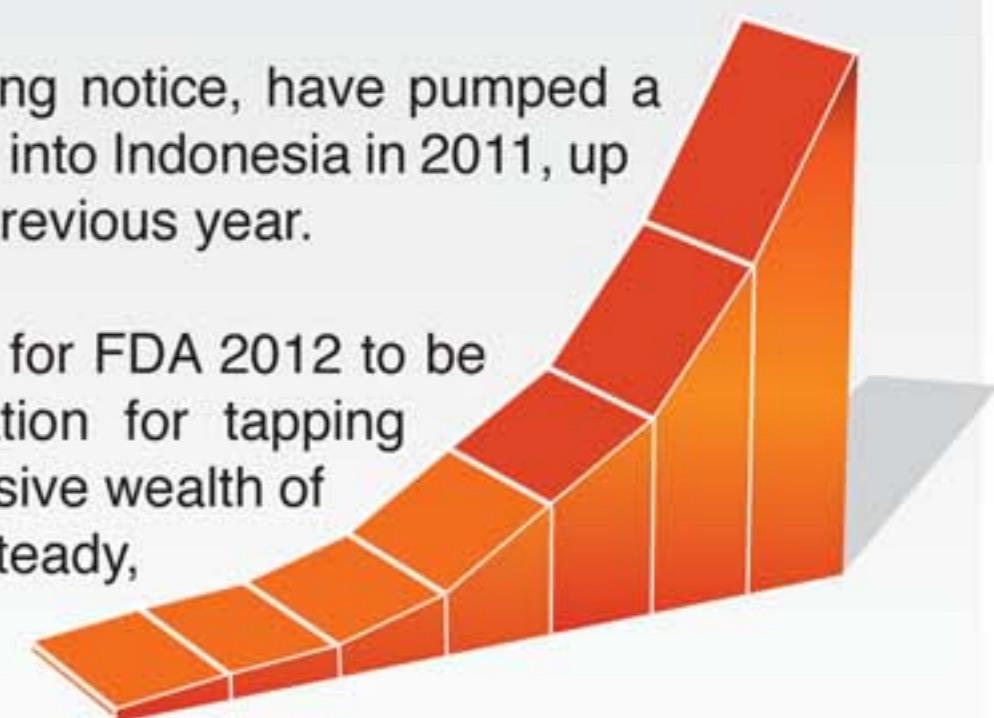 ng notice, have pumped a
into Indonesia in 2011, up
revious year.
for FDA 2012 to be
tion for tapping
sive wealth of
teady,